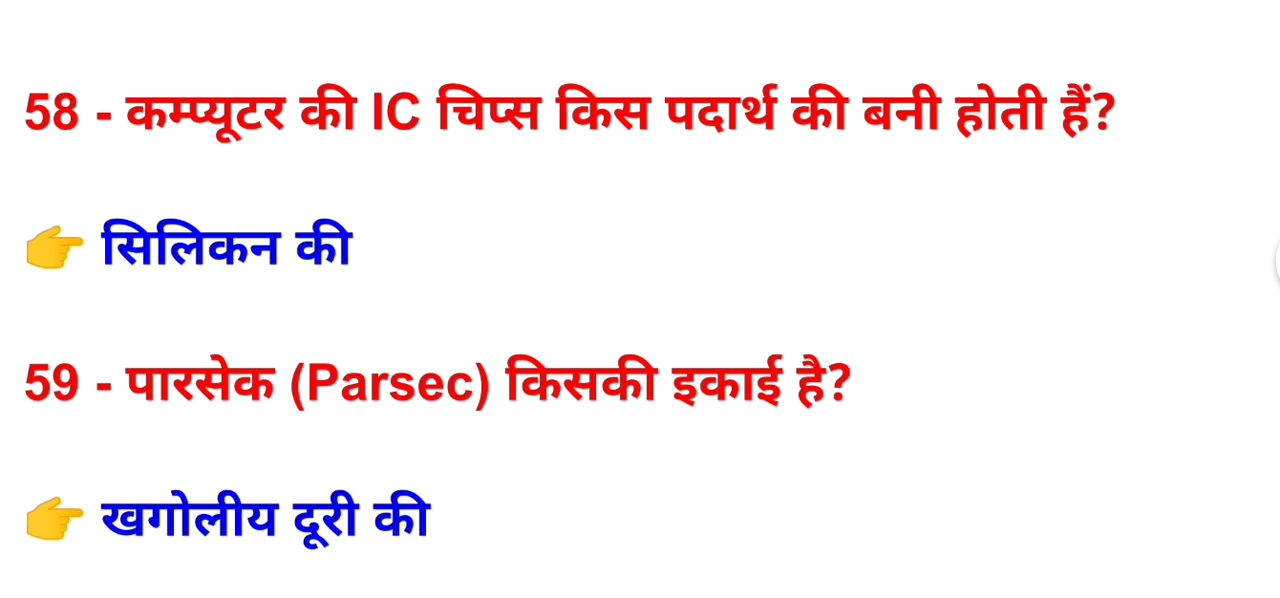 58 - कम्प्यूटर की IC चिप्स किस पदार्थ की बनी होती हैं?
👉 सिलिकन की
59 - पारसेक (Parsec) किसकी इकाई है?
👉 खगोलीय दूरी की